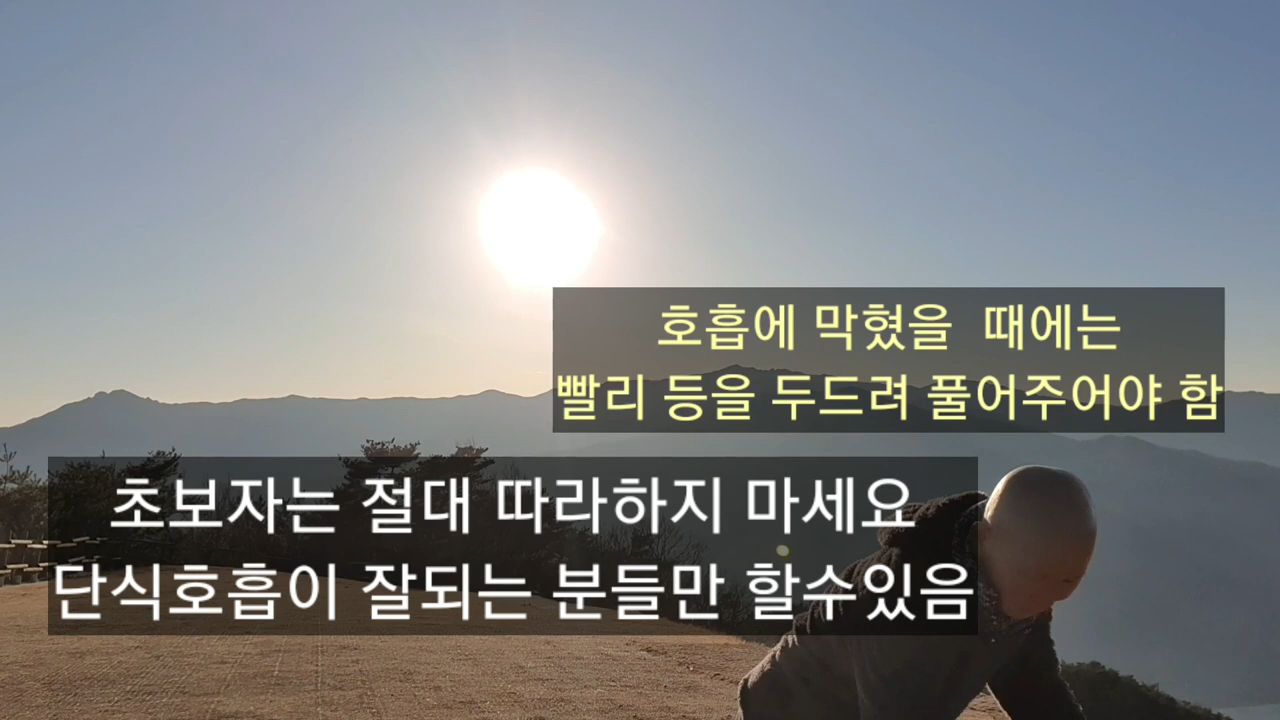 호흡에 막혔을 때에는
빨리 등을 두드려 풀어주어야 함
초보자는 절대 따라하지 마세요
단식호흡이 잘되는 분들만 할수있음